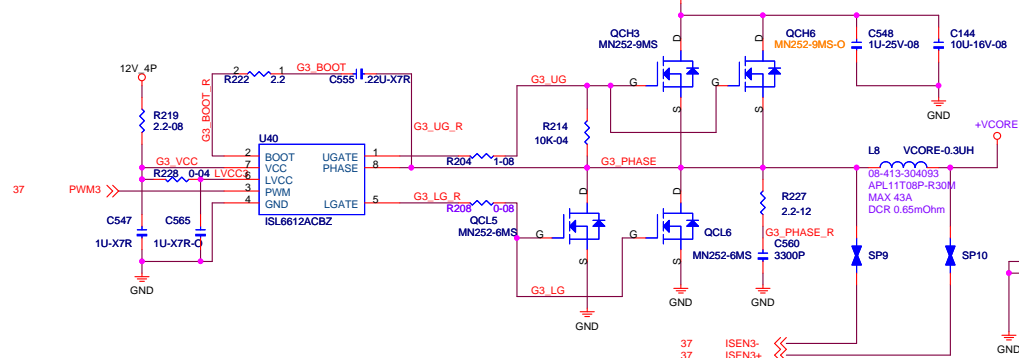 QCH3
MN252-9MS
QCH6
MN252-9MS-O
C548
1U-25V-08
C144
10U-16V-08
D
D
G
G
S
S
GND
12V_4P
R222
2
2.2
G3_BOOT
C555
.22U-X7R
G3_BOOT_R
R219
2.2-08
G3_UG
G3_UG_R
R214
10K-04
+VCORE
U40
G3_VCC
R228
0-04
LVCC3
2
7
6
3
4
BOOT
VCC
LVCC
PWM
GND
UGATE
PHASE
LGATE
1
8
5
ISL6612ACBZ
R204
1-08
G3_PHASE
L8
VCORE-0.3UH
08-413-304093
APL11T08P-R30M
MAX 43A
DCR 0.65mOhm
37
PWM3
G3_LG_R
R208
0-08
QCL5
MN252-6MS
D
D
G
G
S
S
QCL6
MN252-6MS
R227
2.2-12
G3_PHASE_R
C560
3300P
C547
1U-X7R
C565
1U-X7R-O
GND
G3_LG
SP9
SP10
GND
GND
GND
GND
37
ISEN3-
37
ISEN3+